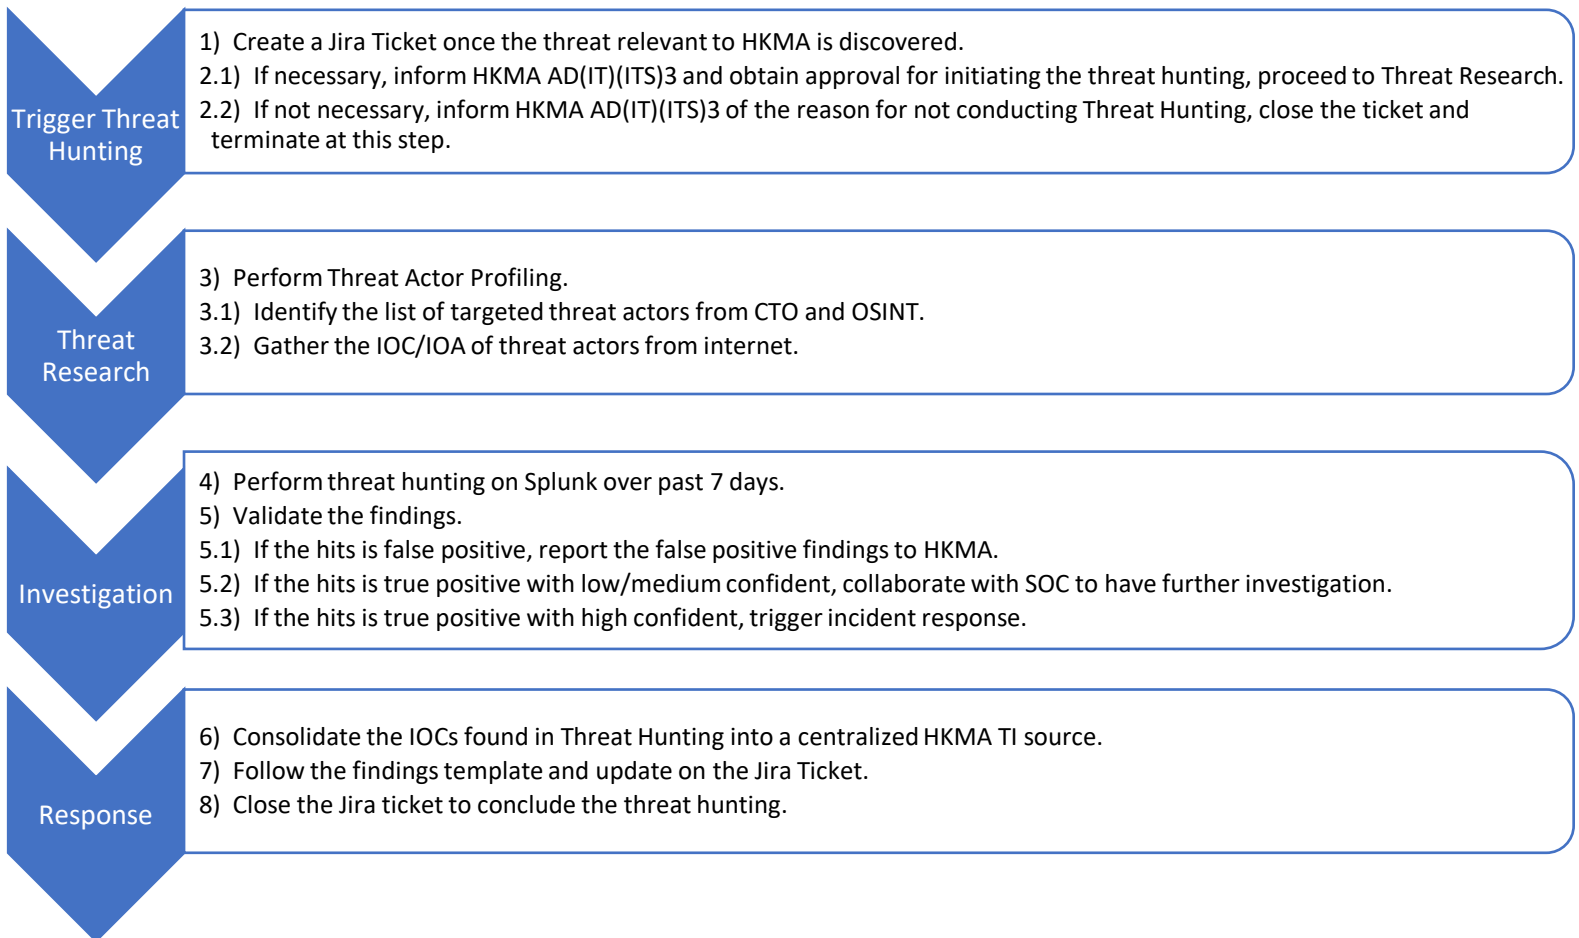 Trigger Threat
Hunting
1) Create a Jira Ticket once the threat relevant to HKMA is discovered.
2.1) If necessary, inform HKMA AD(IT)(ITS)3 and obtain approval for initiating the threat hunting, proceed to Threat Research.
2.2) If not necessary, inform HKMA AD(IT)(ITS)3 of the reason for not conducting Threat Hunting, close the ticket and
terminate at this step.
Threat
Research
3) Perform Threat Actor Profiling.
3.1) Identify the list of targeted threat actors from CTO and OSINT.
3.2) Gather the IOC/IOA of threat actors from internet.
Investigation
4) Perform threat hunting on Splunk over past 7 days.
5) Validate the findings.
5.1) If the hits is false positive, report the false positive findings to HKMA.
5.2) If the hits is true positive with low/medium confident, collaborate with SOC to have further investigation.
5.3) If the hits is true positive with high confident, trigger incident response.
Response
6) Consolidate the IOCs found in Threat Hunting into a centralized HKMA TI source.
7) Follow the findings template and update on the Jira Ticket.
8) Close the Jira ticket to conclude the threat hunting.